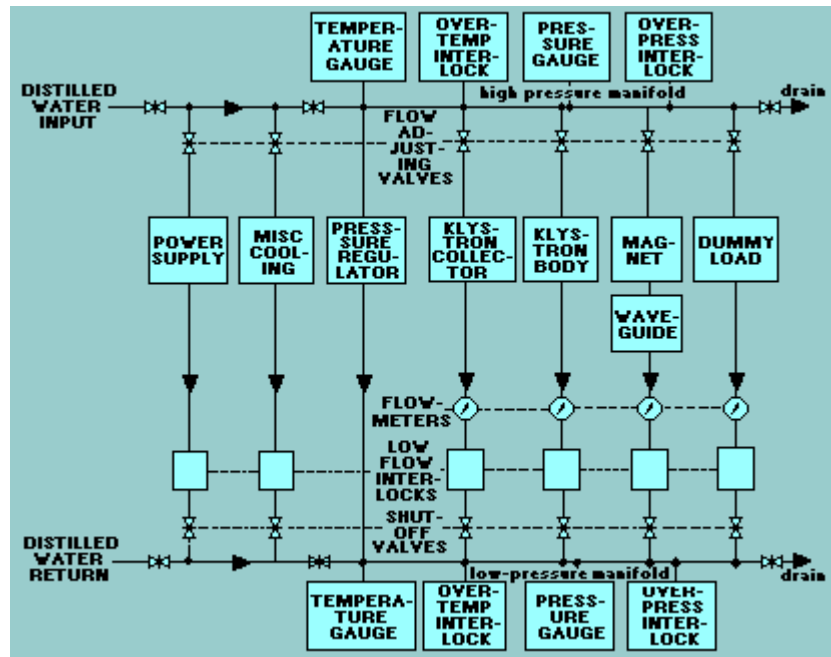 TEMPER-
ATURE
GAUGE
OVER-
TEMP
INTER-
LOCK
PRES-
SURE
GAUGE
OVER-
PRESS
INTER-
LOCK
DISTILLED
WATER
INPUT
high pressure manifold
drain
FLOW
AD-
JUST-
ING
VALVES
POWER
SUPPLY
MISC
COOL-
ING
PRESS-
SURE
REGU-
LATOR
KLYS-
TRON
COLLEC-
TOR
KLYS-
TRON
BODY
MAG-
NET
DUMMY
LOAD
WAVE-
GUIDE
FLOW-
METERS
LOW
FLOW
INTER-
LOCKS
SHUT-
OFF
VALVES
DISTILLED
WATER
RETURN
low-pressure manifold
drain
TEMPERA-
TURE
GAUGE
OVER-
TEMP
INTER-
LOCK
PRESS-
URE
GAUGE
OVER-
PRESS
INTER-
LOCK